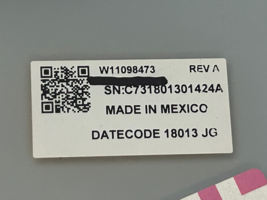 W11098473 REV A
SN:C731801301424A
MADE IN MEXICO
DATECODE 18013 JG